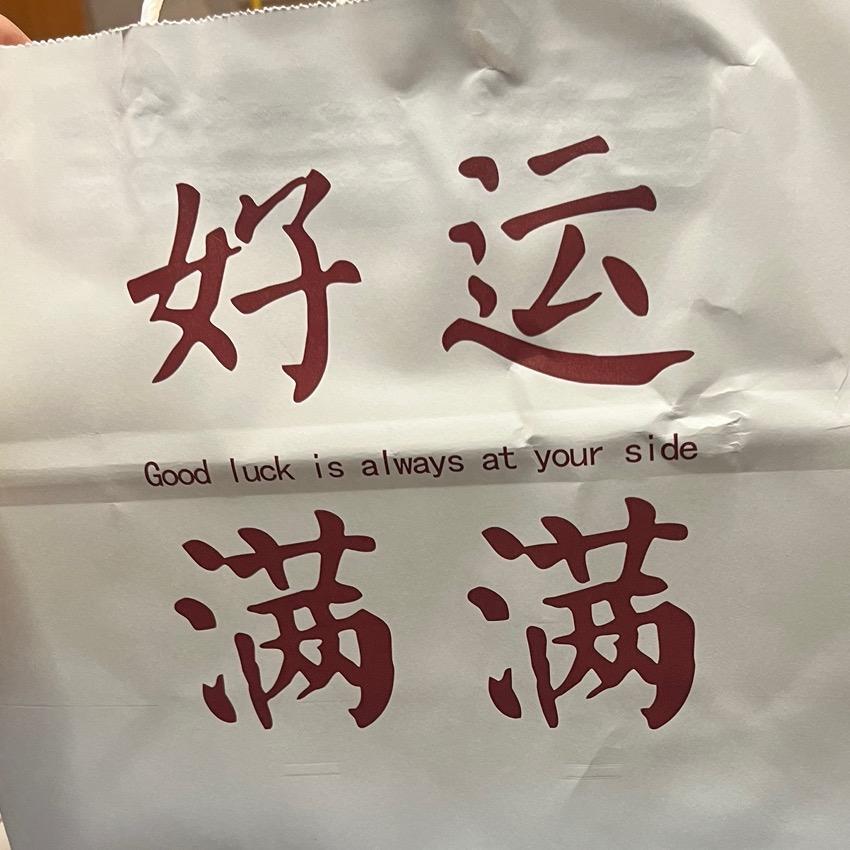 好运
Good luck is always at your side
满满